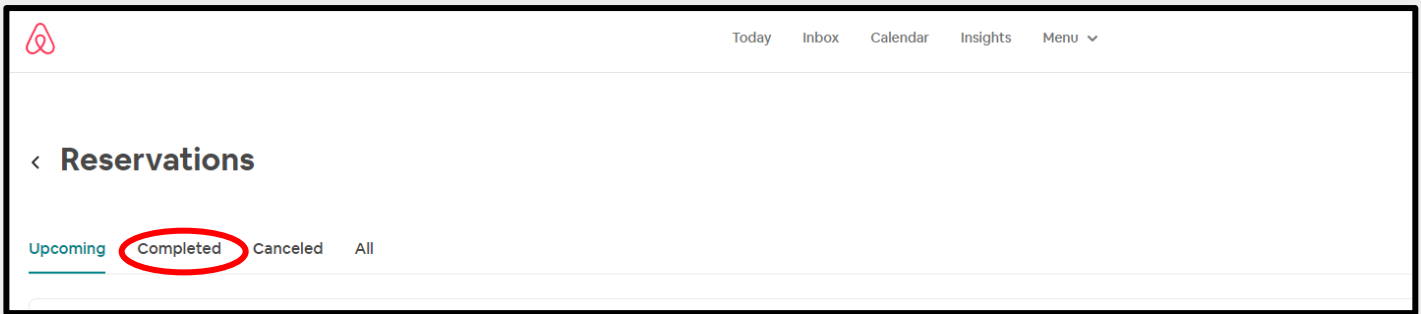 Today Inbox Calendar Insights Menu
Reservations
Upcoming Completed Canceled All